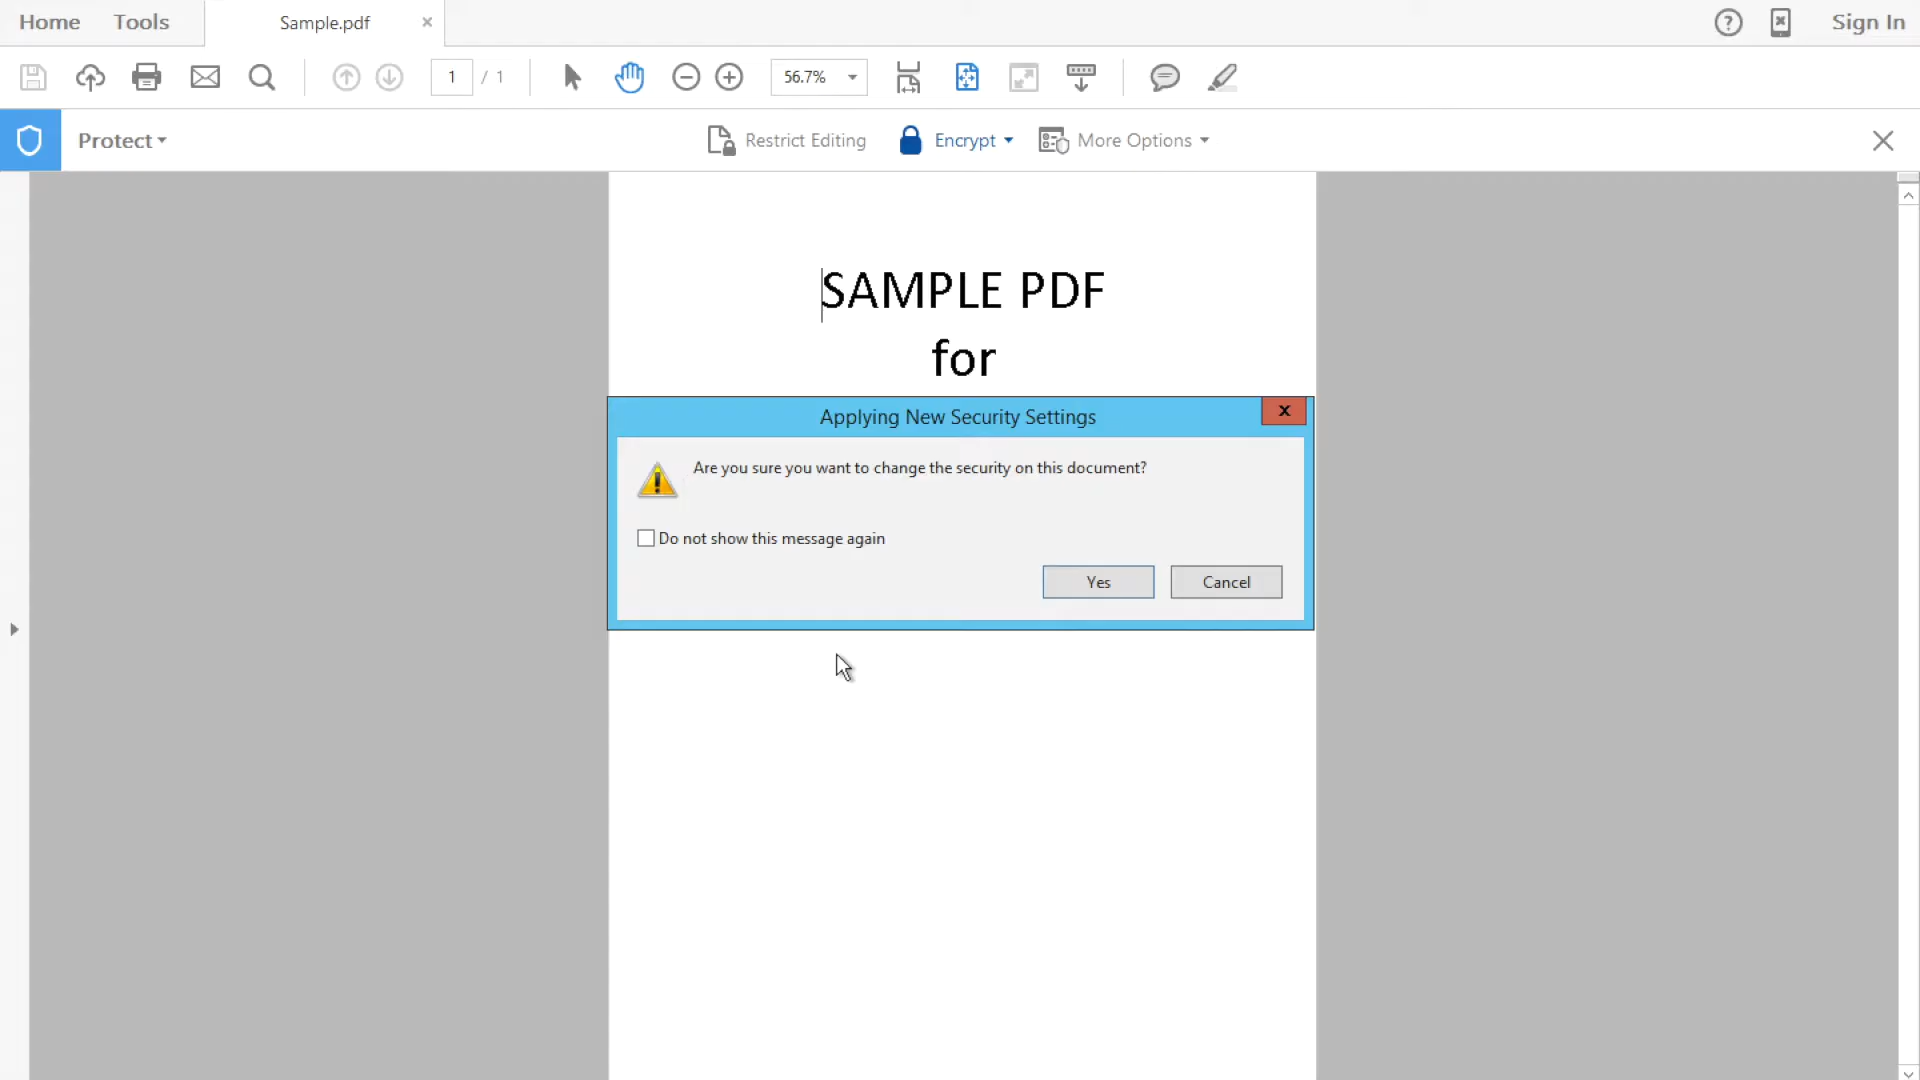 Home Tools Sample.pdf × Sign In
1 / 1 56.7%
Protect Restrict Editing Encrypt More Options
SAMPLE PDF
for
Applying New Security Settings
x
Are you sure you want to change the security on this document?
Do not show this message again
Yes Cancel